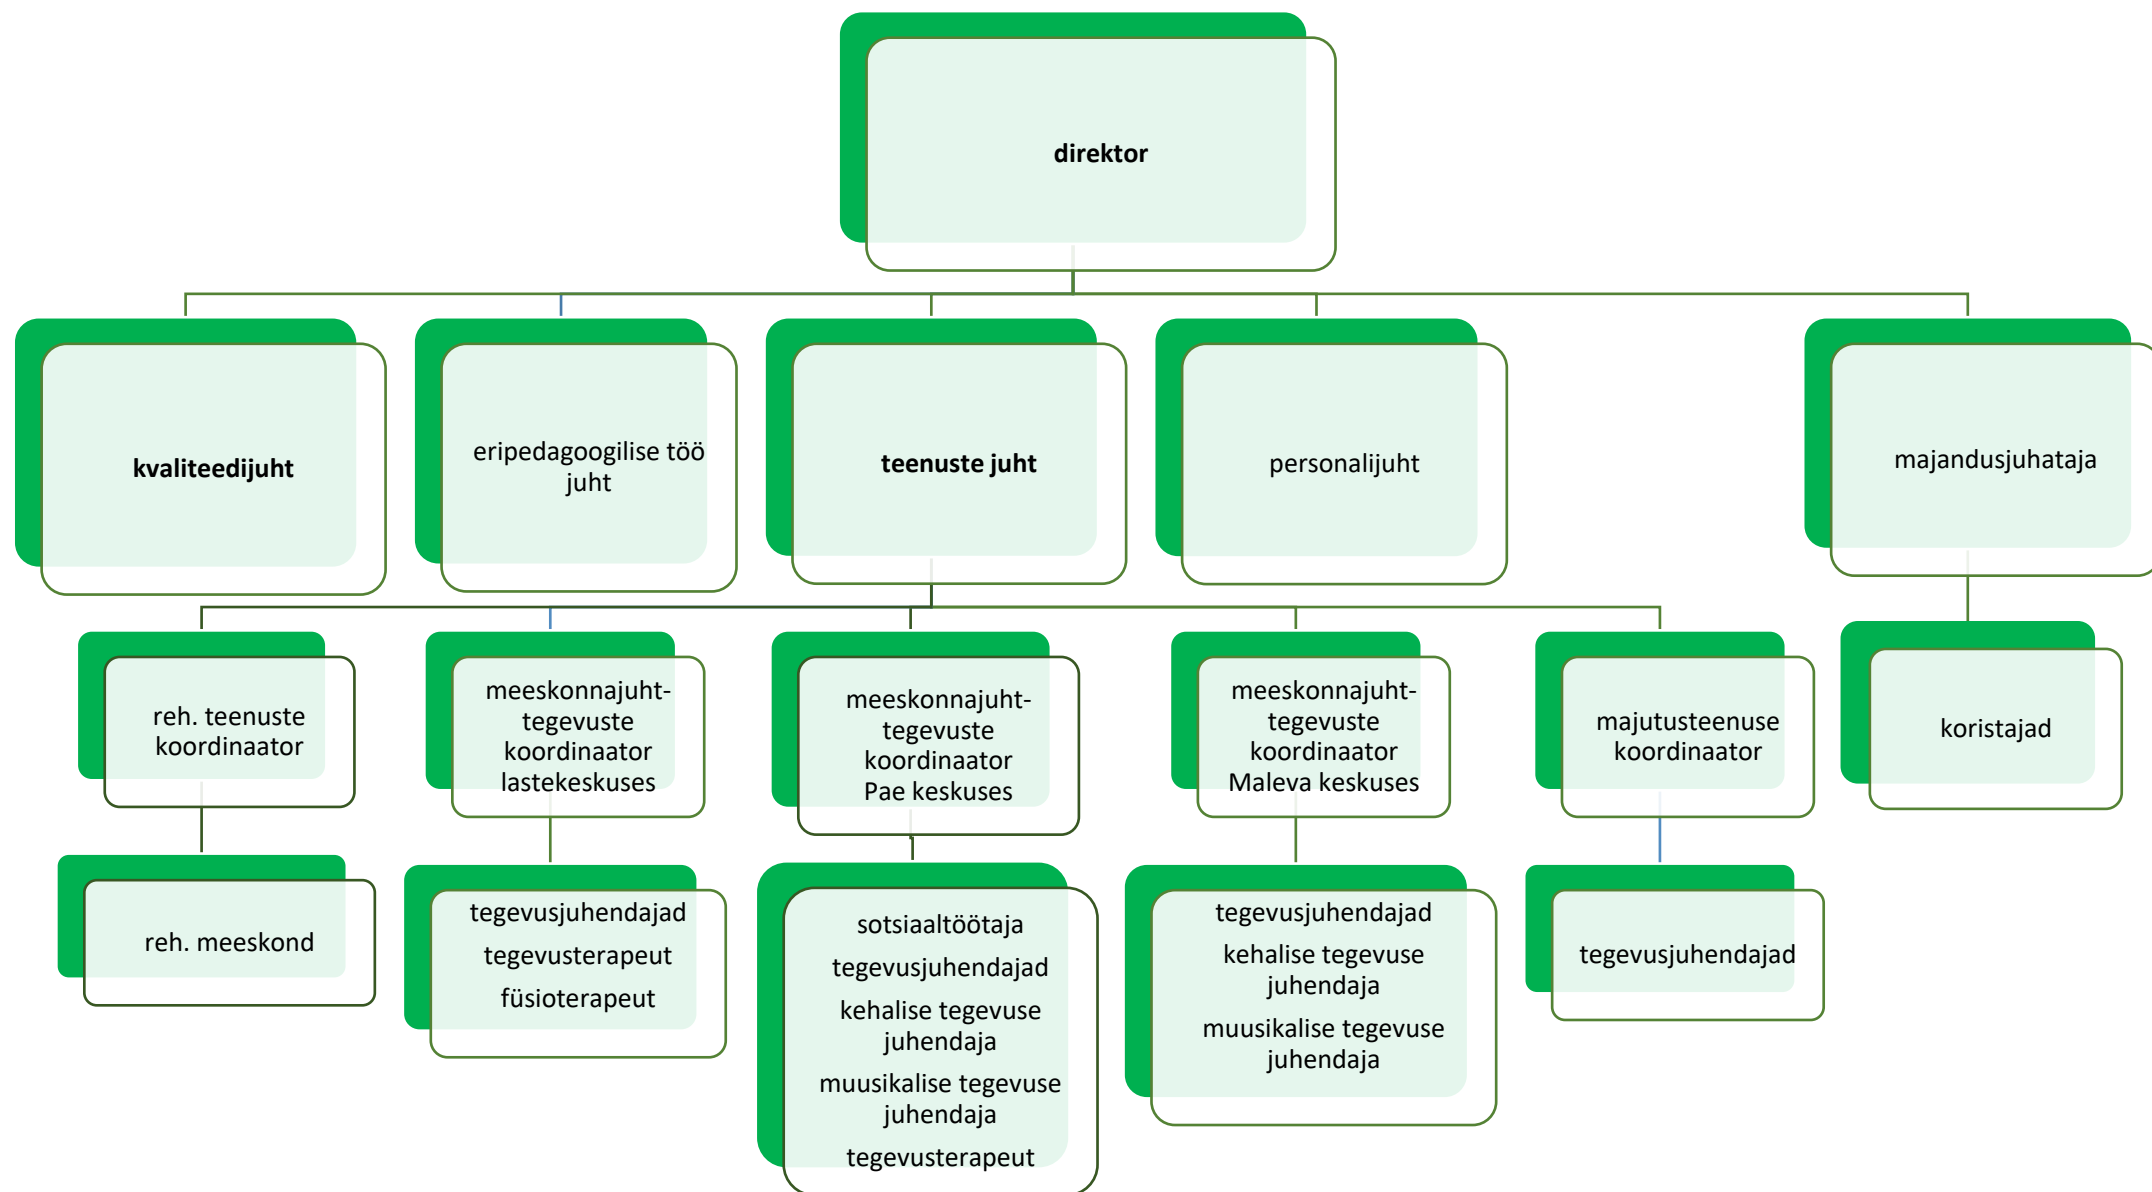 direktor
kvaliteedijuht
eripedagoogilise töö
juht
teenuste juht
personalijuht
majandusjuhataja
reh. teenuste
koordinaator
meeskonnajuht-
tegevuste
koordinaator
lastekeskuses
meeskonnajuht-
tegevuste
koordinaator
Pae keskuses
meeskonnajuht-
tegevuste
koordinaator
Maleva keskuses
majutusteenuse
koordinaator
koristajad
reh. meeskond
tegevusjuhendajad
tegevusterapeut
füsioterapeut
sotsiaaltöötaja
tegevusjuhendajad
kehalise tegevuse
juhendaja
muusikalise tegevuse
juhendaja
tegevusterapeut
tegevusjuhendajad
kehalise tegevuse
juhendaja
muusikalise tegevuse
juhendaja
tegevusjuhendajad